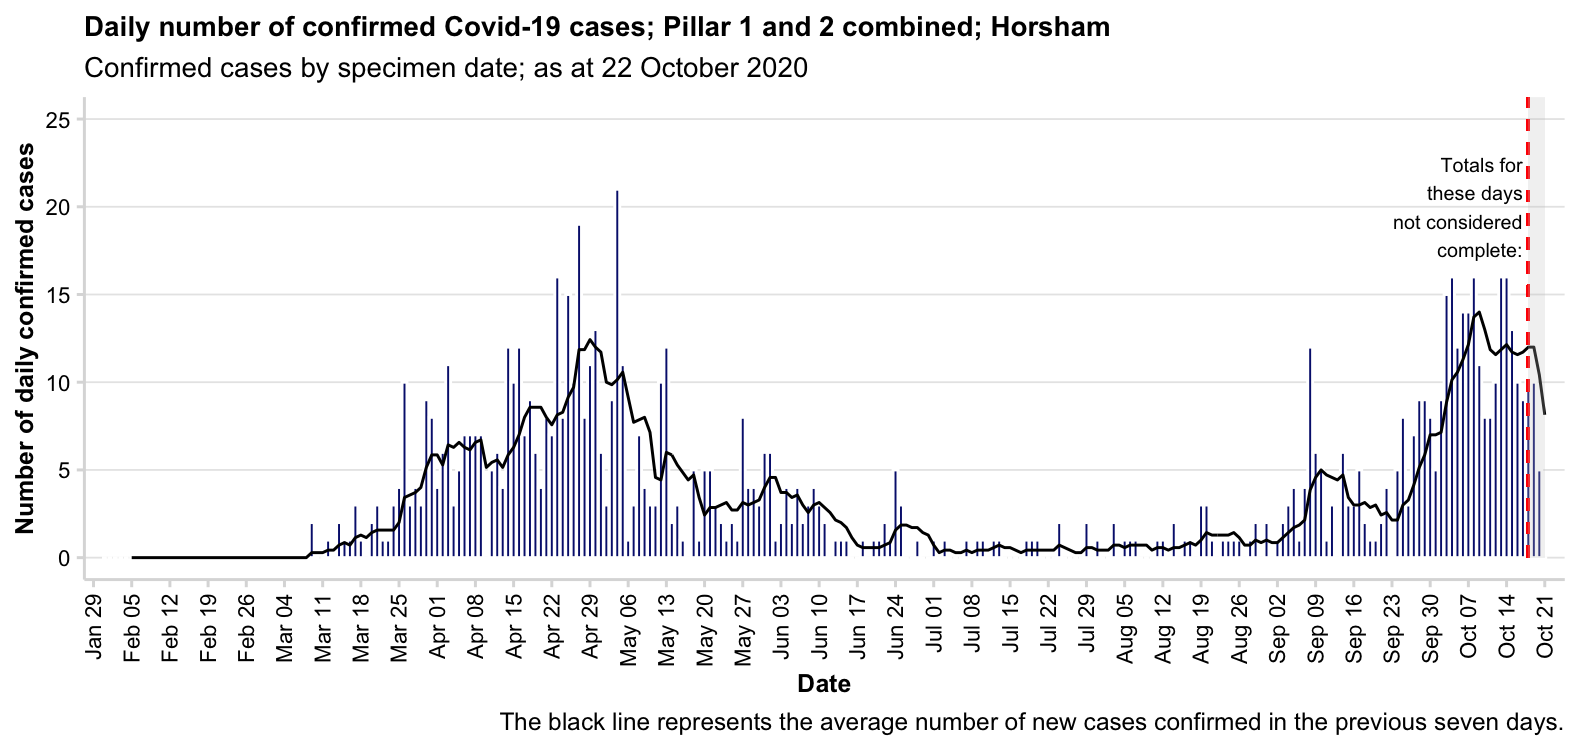 Daily number of confirmed Covid-19 cases; Pillar 1 and 2 combined; Horsham
Confirmed cases by specimen date; as at 22 October 2020
Number of daily confirmed cases
25
20
15
10
5
0
Totals for
these days
not considered
complete:
Jan 29
Feb 05
Feb 12
Feb 19
Feb 26
Mar 04
Mar 11
Mar 18
Mar 25
Apr 01
Apr 08
Apr 15
Apr 22
Apr 29
May 06
May 13
May 20
May 27
Jun 03
Jun 10
Jun 17
Jun 24
Jul 01
Jul 08
Jul 15
Jul 22
Jul 29
Aug 05
Aug 12
Aug 19
Aug 26
Sep 02
Sep 09
Sep 16
Sep 23
Sep 30
Oct 07
Oct 14
Oct 21
Date
The black line represents the average number of new cases confirmed in the previous seven days.